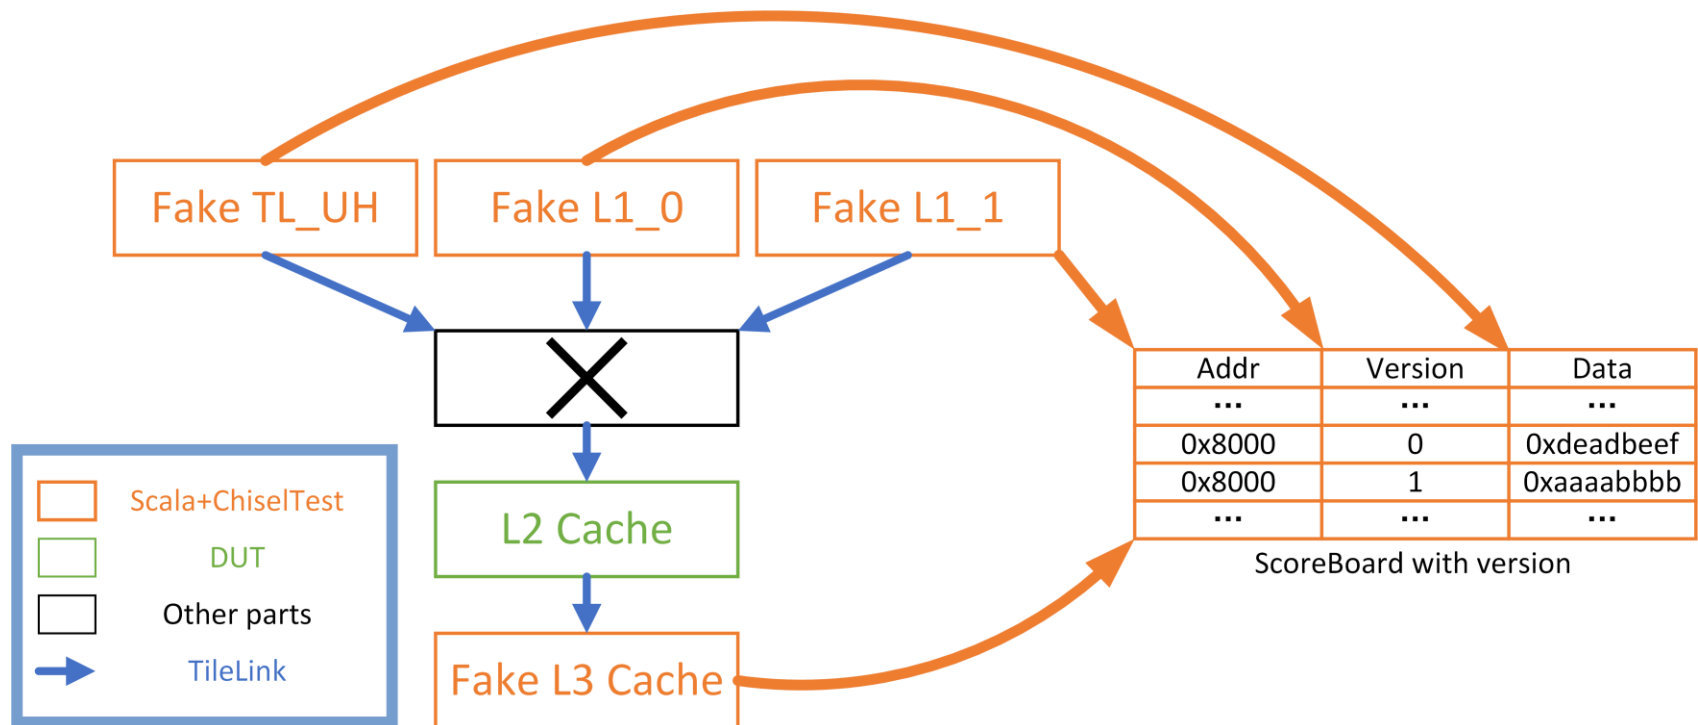 Fake TL_UH
Fake L1_0
Fake L1_1
Addr Version Data
... ... ...
0x8000 0 0xdeadbeef
0x8000 1 0xaaaabbbb
... ... ...
ScoreBoard with version
L2 Cache
Fake L3 Cache
Scala+ChiselTest
DUT
Other parts
TileLink